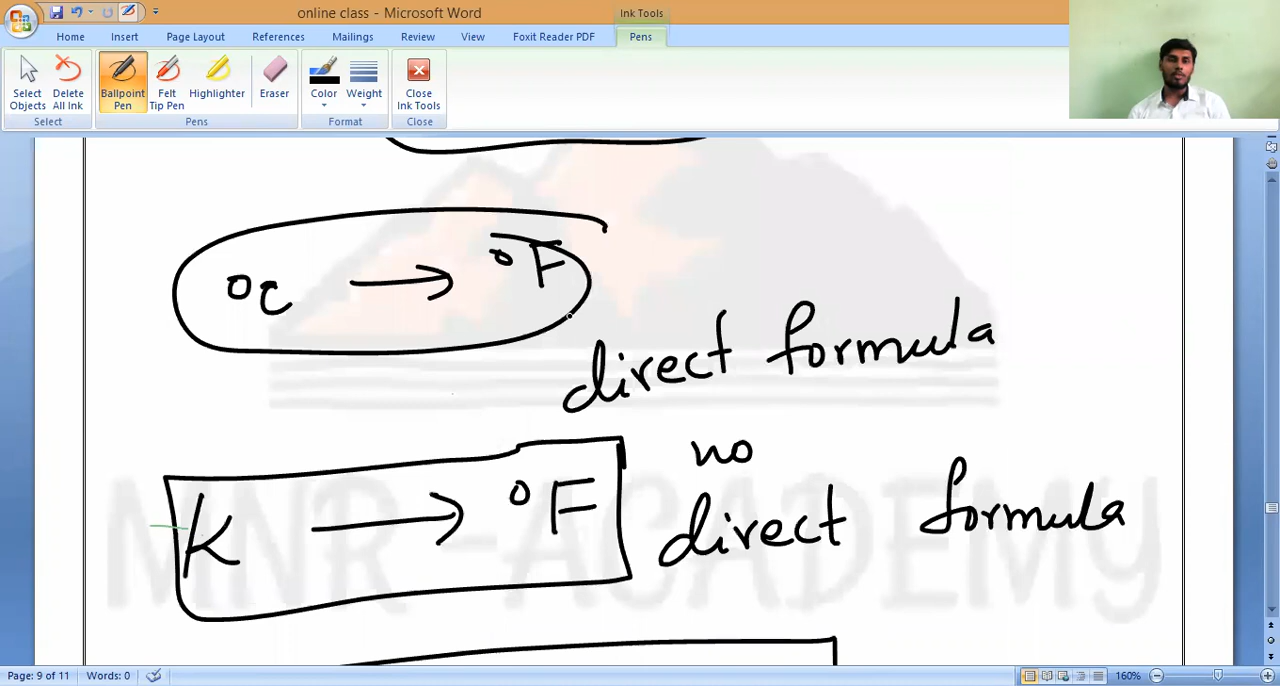 online class - Microsoft Word
Ink Tools
Home Insert Page Layout References Mailings Review View Foxit Reader PDF Pens
Select Objects
Delete All Ink
Ballpoint Pen
Felt Tip Pen
Highlighter
Eraser
Color
Weight
Close Ink Tools
Select Pens Format Close
°C → °F
direct formula
no
K → °F direct formula
MNR - ACADEMY
Page: 9 of 11 Words: 0 160%